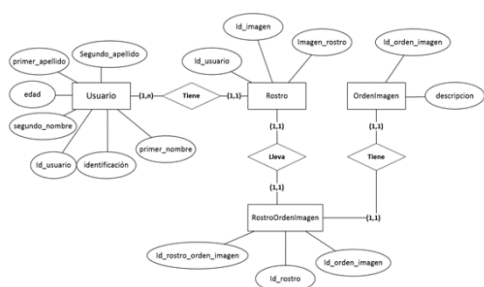 Id_imagen
Id_orden_imagen
Segundo_apellido
Imagen_rostro
primer_apellido
Id_usuario
edad
Usuario
(1,n)
Tiene
(1,1)
Rostro
OrdenImagen
descripcion
segundo_nombre
(1,1)
(1,1)
primer_nombre
Id_usuario
identificación
Lleva
Tiene
(1,1)
RostroOrdenImagen
(1,1)
Id_rostro_orden_imagen
Id_orden_imagen
Id_rostro